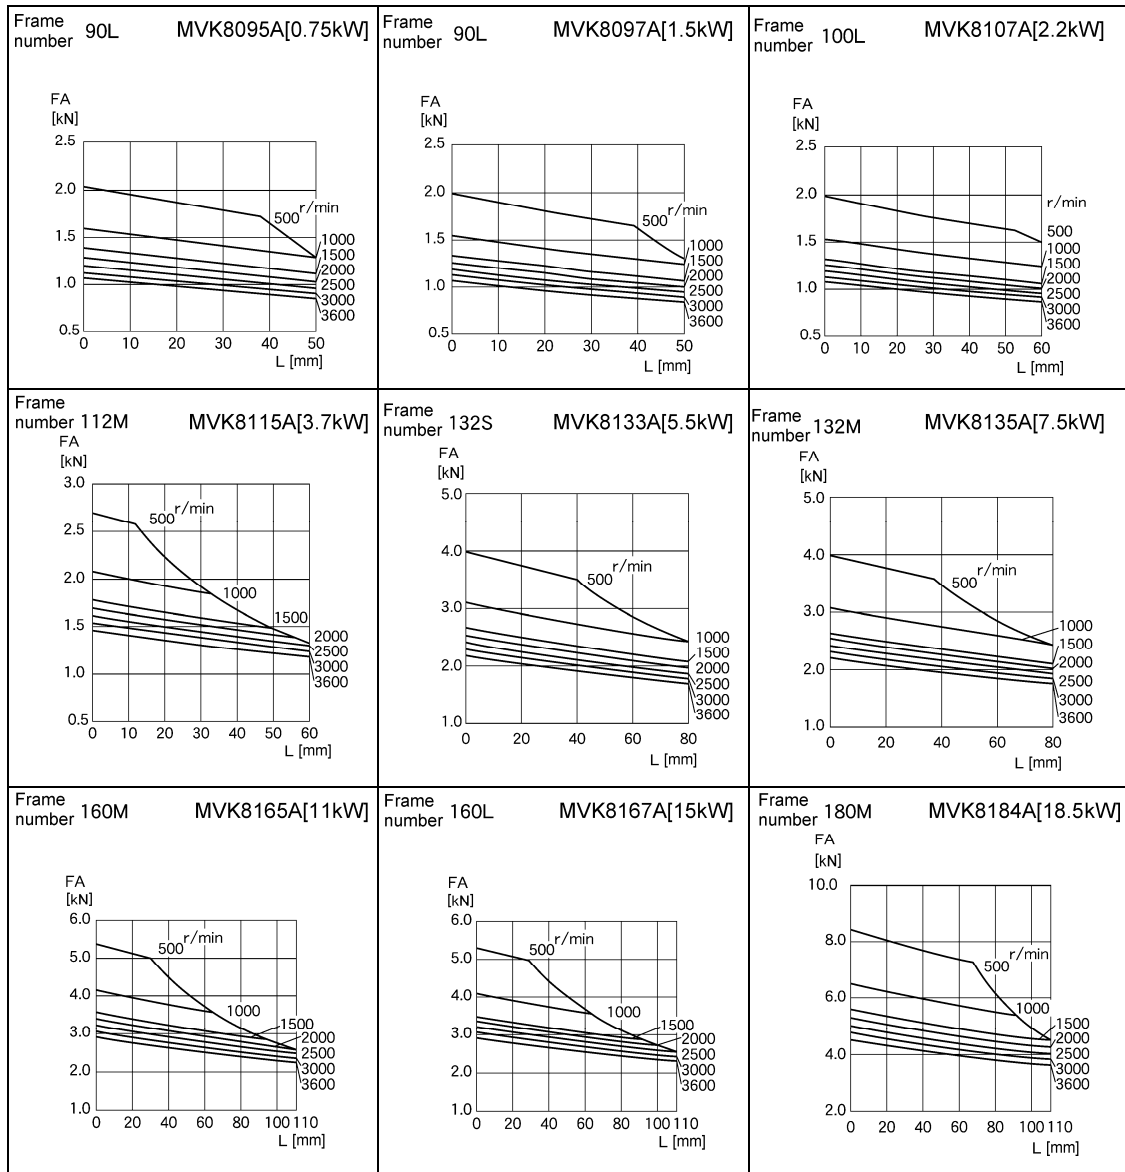 Frame number 90L MVK8095A[0.75kW]
FA
[kN]
2.5
2.0
1.5
1.0
0.5
500 r/min
1000
1500
2000
2500
3000
3600
0 10 20 30 40 50
L [mm]
Frame number 90L MVK8097A[1.5kW]
FA
[kN]
2.5
2.0
1.5
1.0
0.5
500 r/min
1000
1500
2000
2500
3000
3600
0 10 20 30 40 50
L [mm]
Frame number 100L MVK8107A[2.2kW]
FA
[kN]
2.5
2.0
1.5
1.0
0.5
r/min
500
1000
1500
2000
2500
3000
3600
0 10 20 30 40 50 60
L [mm]
Frame number 112M MVK8115A[3.7kW]
FA
[kN]
3.0
2.5
2.0
1.5
1.0
0.5
500 r/min
1000
1500
2000
2500
3000
3600
0 10 20 30 40 50 60
L [mm]
Frame number 132S MVK8133A[5.5kW]
FA
[kN]
5.0
4.0
3.0
2.0
1.0
500 r/min
1000
1500
2000
2500
3000
3600
0 20 40 60 80
L [mm]
Frame number 132M MVK8135A[7.5kW]
FA
[kN]
5.0
4.0
3.0
2.0
1.0
500 r/min
1000
1500
2000
2500
3000
3600
0 20 40 60 80
L [mm]
Frame number 160M MVK8165A[11kW]
FA
[kN]
6.0
5.0
4.0
3.0
2.0
1.0
500 r/min
1000
1500
2000
2500
3000
3600
0 20 40 60 80 100 110
L [mm]
Frame number 160L MVK8167A[15kW]
FA
[kN]
6.0
5.0
4.0
3.0
2.0
1.0
500 r/min
1000
1500
2000
2500
3000
3600
0 20 40 60 80 100 110
L [mm]
Frame number 180M MVK8184A[18.5kW]
FA
[kN]
10.0
8.0
6.0
4.0
2.0
500 r/min
1000
1500
2000
2500
3000
3600
0 20 40 60 80 100 110
L [mm]